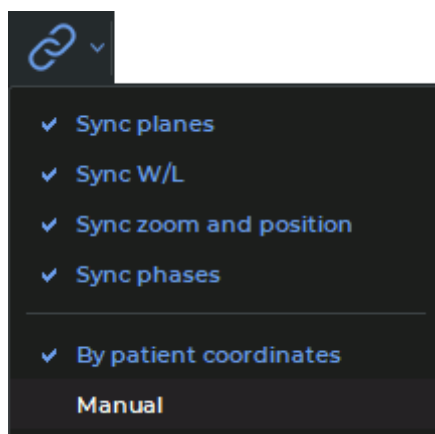 Sync planes
Sync W/L
Sync zoom and position
Sync phases
By patient coordinates
Manual